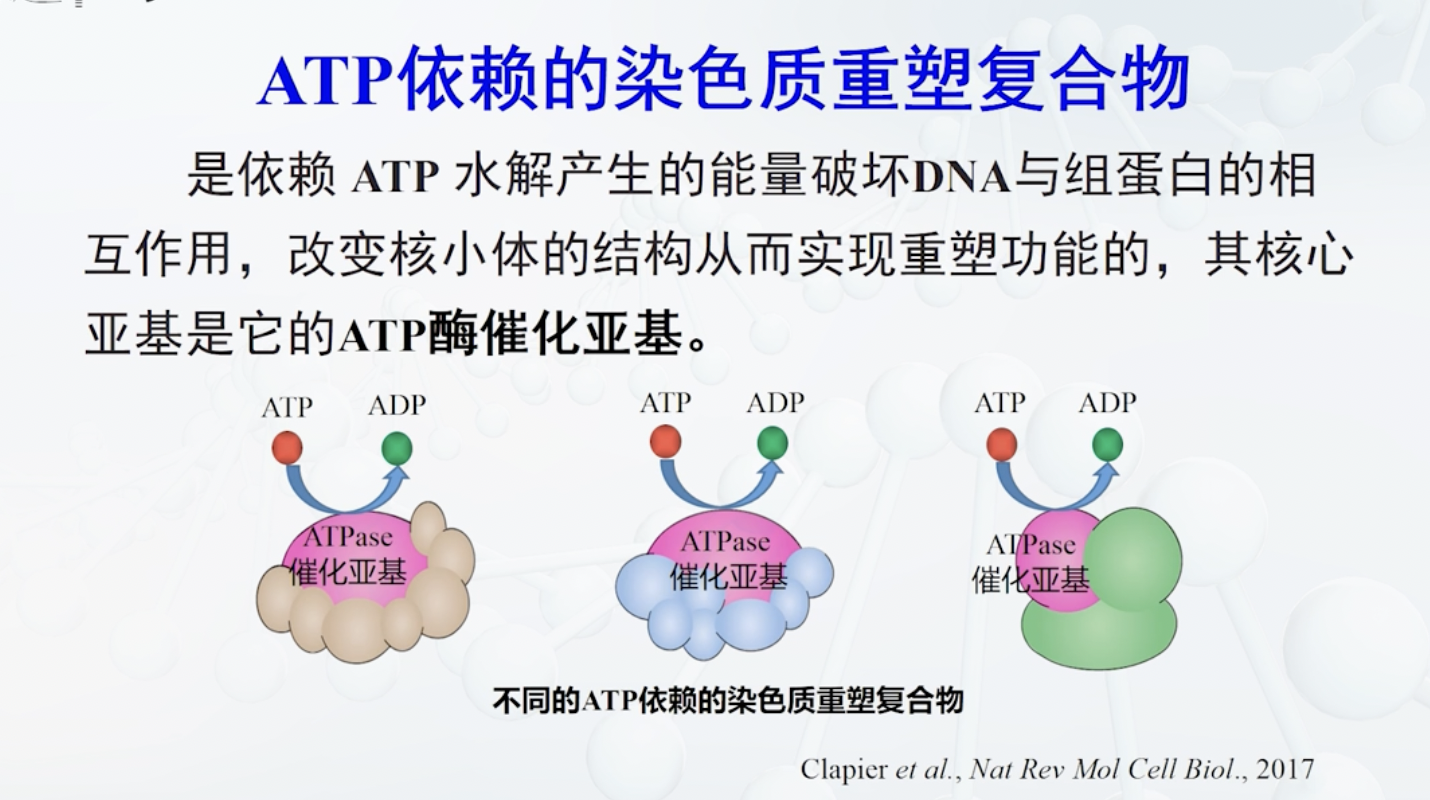 ATP依赖的染色质重塑复合物
是依赖 ATP 水解产生的能量破坏DNA与组蛋白的相
互作用，改变核小体的结构从而实现重塑功能的，其核心
亚基是它的ATP酶催化亚基。
ATP ADP
ATPase
催化亚基
ATP ADP
ATPase
催化亚基
ATP ADP
ATPase
催化亚基
不同的ATP依赖的染色质重塑复合物
Clapier et al., Nat Rev Mol Cell Biol., 2017